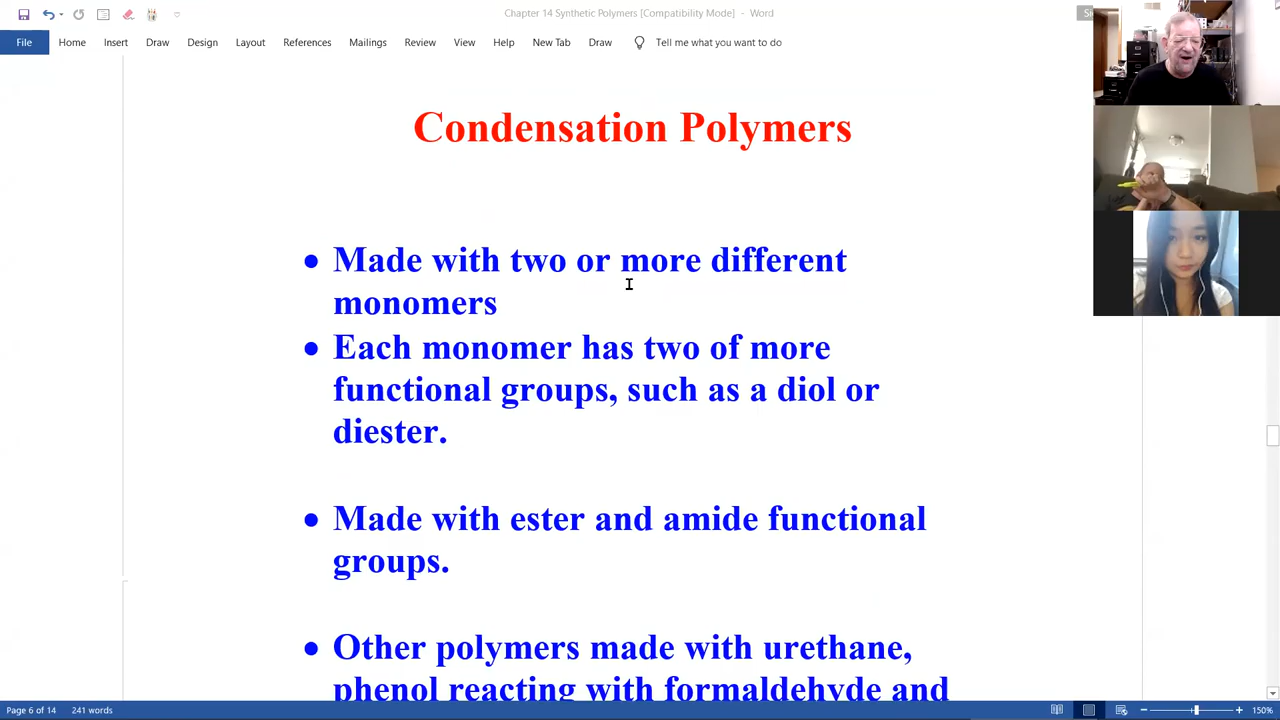 Chapter 14 Synthetic Polymers [Compatibility Mode] - Word
File Home Insert Draw Design Layout References Mailings Review View Help New Tab Draw Tell me what you want to do
Condensation Polymers
• Made with two or more different
monomers
• Each monomer has two of more
functional groups, such as a diol or
diester.
• Made with ester and amide functional
groups.
• Other polymers made with urethane,
phenol reacting with formaldehyde and
Page 6 of 14 241 words 150%